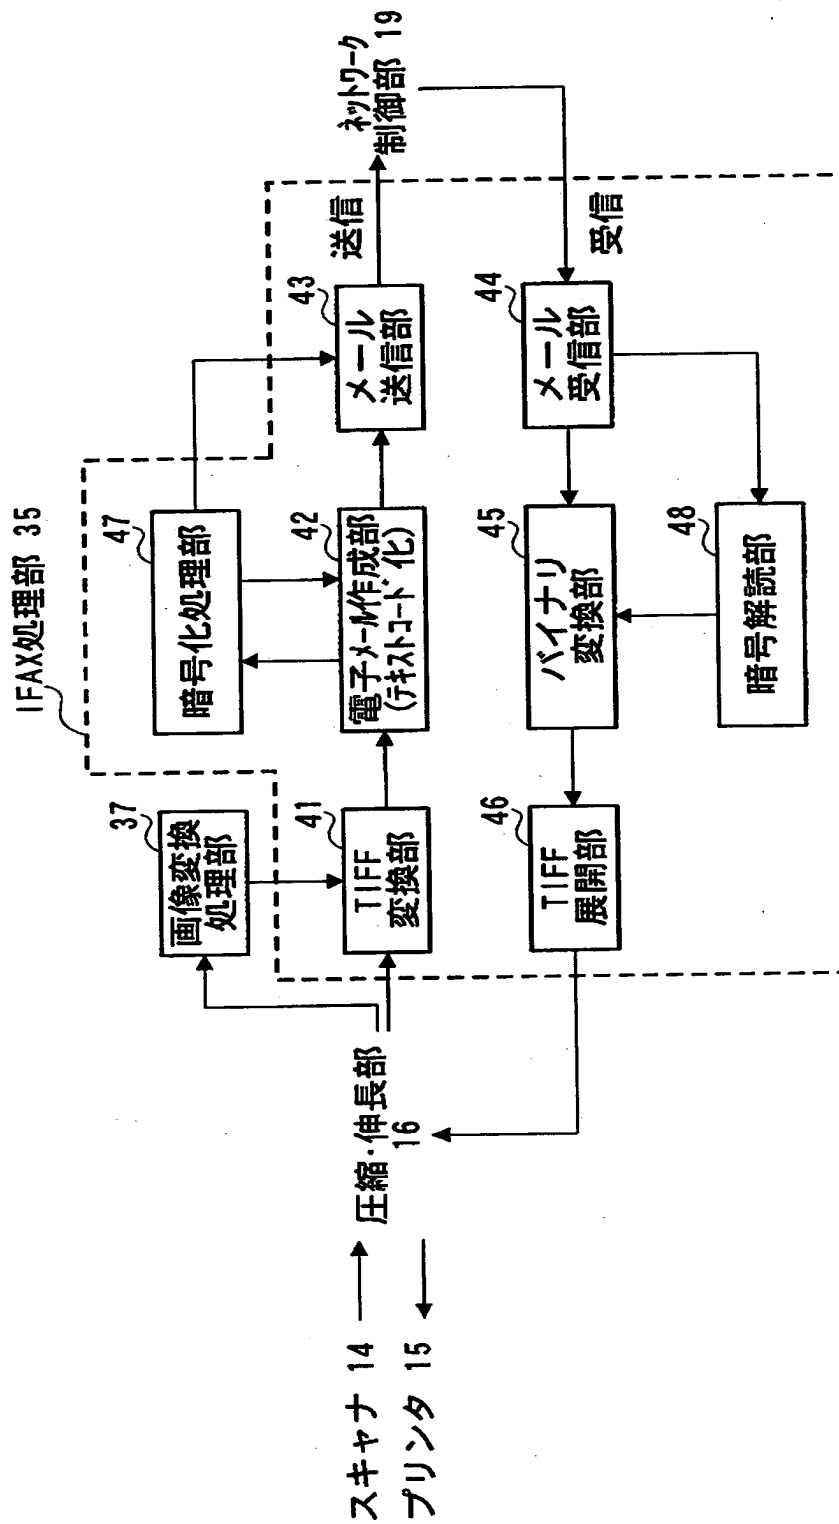 IFAX処理部 35
47
暗号化処理部
37
画像変換
処理部
ネットワーク
制御部 19
送信
43
メール
送信部
42
電子メール作成部
(テキストコード化)
41
TIFF
変換部
圧縮・伸長部
16
スキャナ 14
プリンタ 15
受信
44
メール
受信部
45
バイナリ
変換部
46
TIFF
展開部
48
暗号解読部